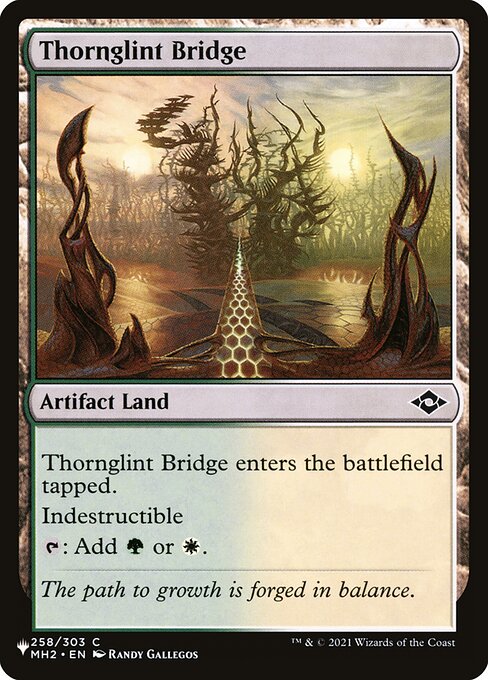 Thornglint Bridge
Artifact Land
Thornglint Bridge enters the battlefield
tapped.
Indestructible
: Add or .
The path to growth is forged in balance.
258/303 C
MH2 • EN RANDY GALLEGOS
™ & © 2021 Wizards of the Coast